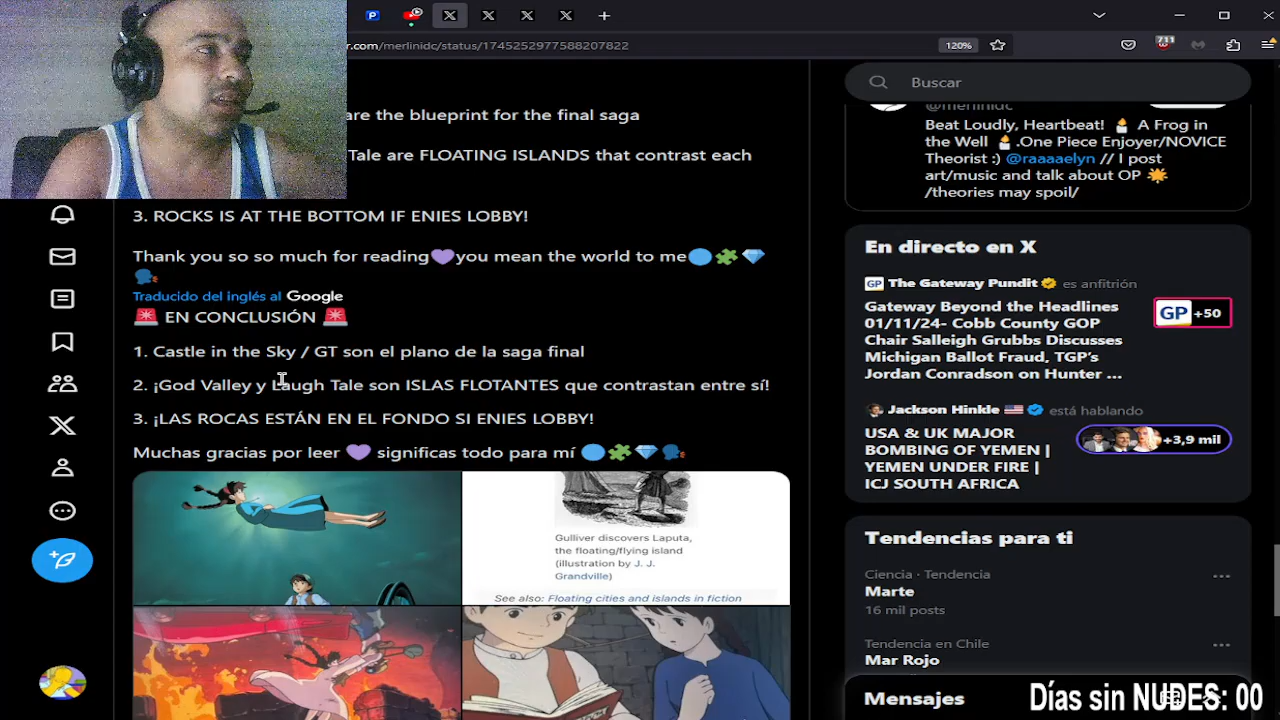 P
711
r.com/merlinidc/status/1745252977588207822
120%
Buscar
are the blueprint for the final saga
Tale are FLOATING ISLANDS that contrast each
3. ROCKS IS AT THE BOTTOM IF ENIES LOBBY!
Thank you so so much for reading💜you mean the world to me🔵🧩💎
🗣️
Traducido del inglés al Google
🚨 EN CONCLUSIÓN 🚨
1. Castle in the Sky / GT son el plano de la saga final
2. ¡God Valley y Laugh Tale son ISLAS FLOTANTES que contrastan entre sí!
3. ¡LAS ROCAS ESTÁN EN EL FONDO SI ENIES LOBBY!
Muchas gracias por leer 💜 significas todo para mí 🔵🧩💎🗣️
Gulliver discovers Laputa,
the floating/flying island
(illustration by J. J.
Grandville)
See also: Floating cities and islands in fiction
@merlinidc
Beat Loudly, Heartbeat! 🕯️ A Frog in
the Well 🕯️.One Piece Enjoyer/NOVICE
Theorist :) @raaaaelyn // I post
art/music and talk about OP
/theories may spoil/
En directo en X
GP The Gateway Pundit es anfitrión
Gateway Beyond the Headlines
01/11/24- Cobb County GOP
Chair Salleigh Grubbs Discusses
Michigan Ballot Fraud, TGP's
Jordan Conradson on Hunter ...
GP +50
Jackson Hinkle 🇺🇸 está hablando
USA & UK MAJOR
BOMBING OF YEMEN |
YEMEN UNDER FIRE |
ICJ SOUTH AFRICA
+3,9 mil
Tendencias para ti
Ciencia · Tendencia
Marte
16 mil posts
Tendencia en Chile
Mar Rojo
Mensajes
Días sin NUDES: 00